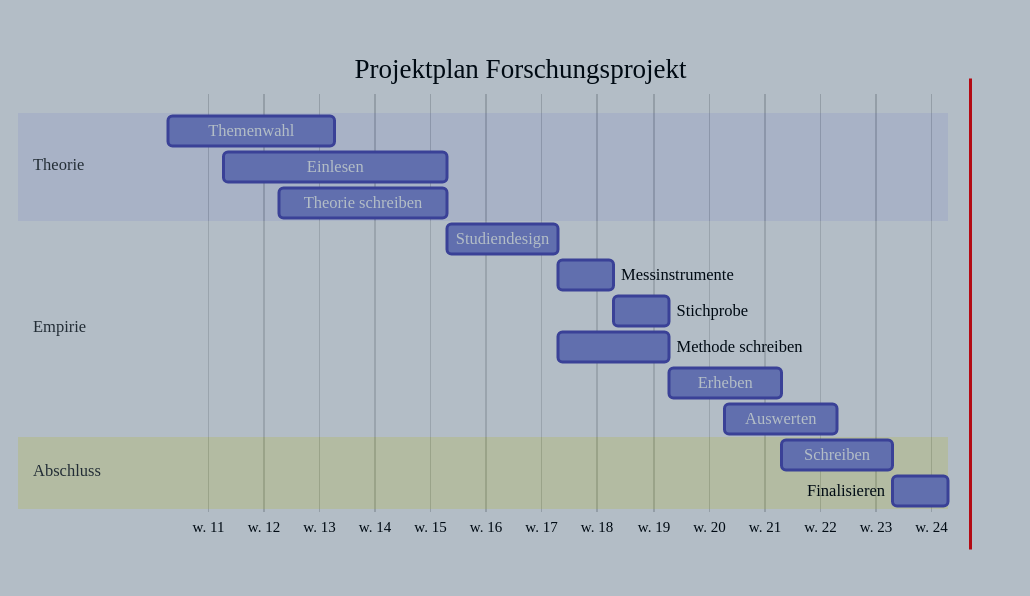 Projektplan Forschungsprojekt
Theorie
Themenwahl
Einlesen
Theorie schreiben
Empirie
Studiendesign
Messinstrumente
Stichprobe
Methode schreiben
Erheben
Auswerten
Abschluss
Schreiben
Finalisieren
w. 11 w. 12 w. 13 w. 14 w. 15 w. 16 w. 17 w. 18 w. 19 w. 20 w. 21 w. 22 w. 23 w. 24